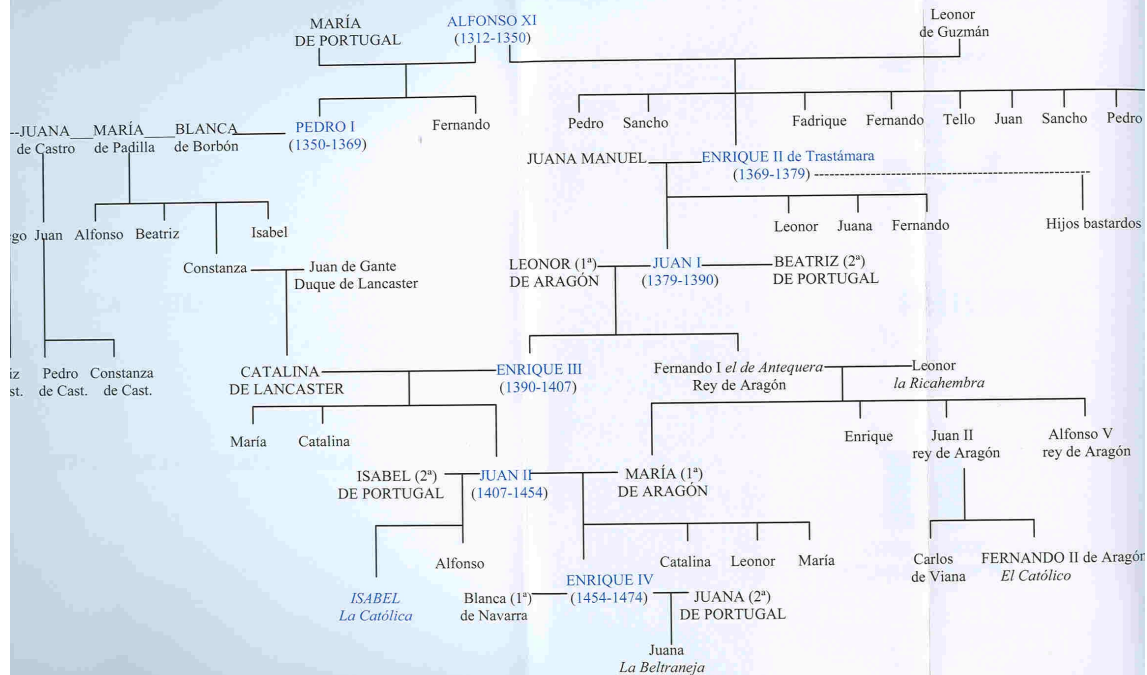 MARÍA
DE PORTUGAL
ALFONSO XI
(1312-1350)
Leonor
de Guzmán
JUANA
de Castro
MARÍA
de Padilla
BLANCA
de Borbón
PEDRO I
(1350-1369)
Fernando
Pedro
Sancho
Fadrique
Fernando
Tello
Juan
Sancho
Pedro
JUANA MANUEL
ENRIQUE II de Trastámara
(1369-1379)
Juan
Alfonso
Beatriz
Isabel
Leonor
Juana
Fernando
Hijos bastardos
Constanza
Juan de Gante
Duque de Lancaster
LEONOR (1ª)
DE ARAGÓN
JUAN I
(1379-1390)
BEATRIZ (2ª)
DE PORTUGAL
Pedro
de Cast.
Constanza
de Cast.
CATALINA
DE LANCASTER
ENRIQUE III
(1390-1407)
Fernando I el de Antequera
Rey de Aragón
Leonor
la Ricahembra
María
Catalina
Enrique
Juan II
rey de Aragón
Alfonso V
rey de Aragón
ISABEL (2ª)
DE PORTUGAL
JUAN II
(1407-1454)
MARÍA (1ª)
DE ARAGÓN
Alfonso
Catalina
Leonor
María
Carlos
de Viana
FERNANDO II de Aragón
El Católico
ISABEL
La Católica
Blanca (1ª)
de Navarra
ENRIQUE IV
(1454-1474)
JUANA (2ª)
DE PORTUGAL
Juana
La Beltraneja